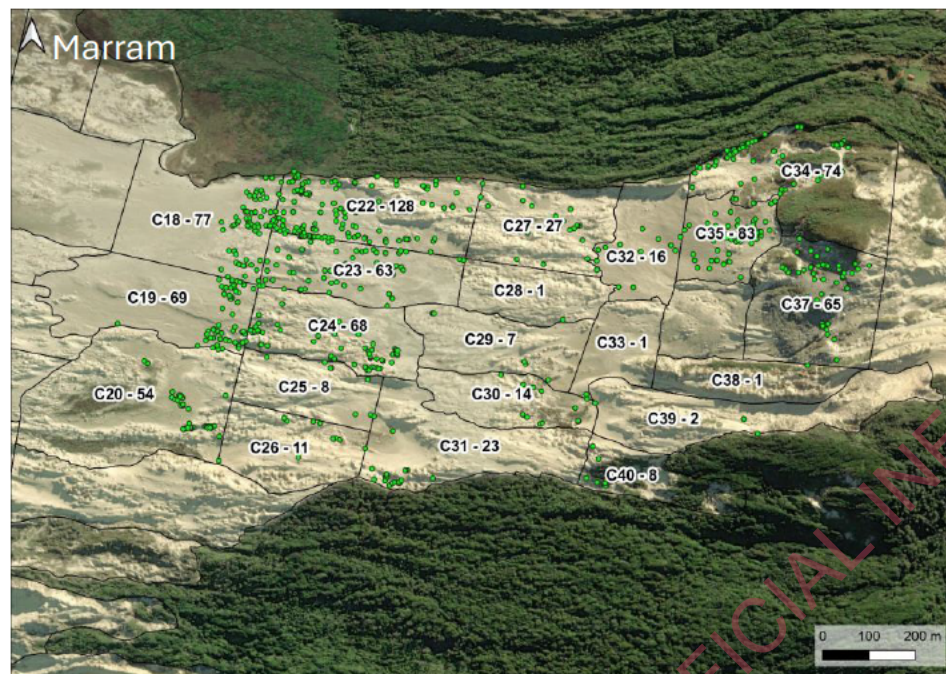 Marram
C34 - 74
C22 - 128
C18 - 77
C27 - 27
C35 - 83
C32 - 16
C23 - 63
C28 - 1
C19 - 69
C37 - 65
C24 - 68
C29 - 7
C33 - 1
C38 - 1
C25 - 8
C20 - 54
C30 - 14
C39 - 2
C26 - 11
C31 - 23
C40 - 8
FICIAL INF
0 100 200 m